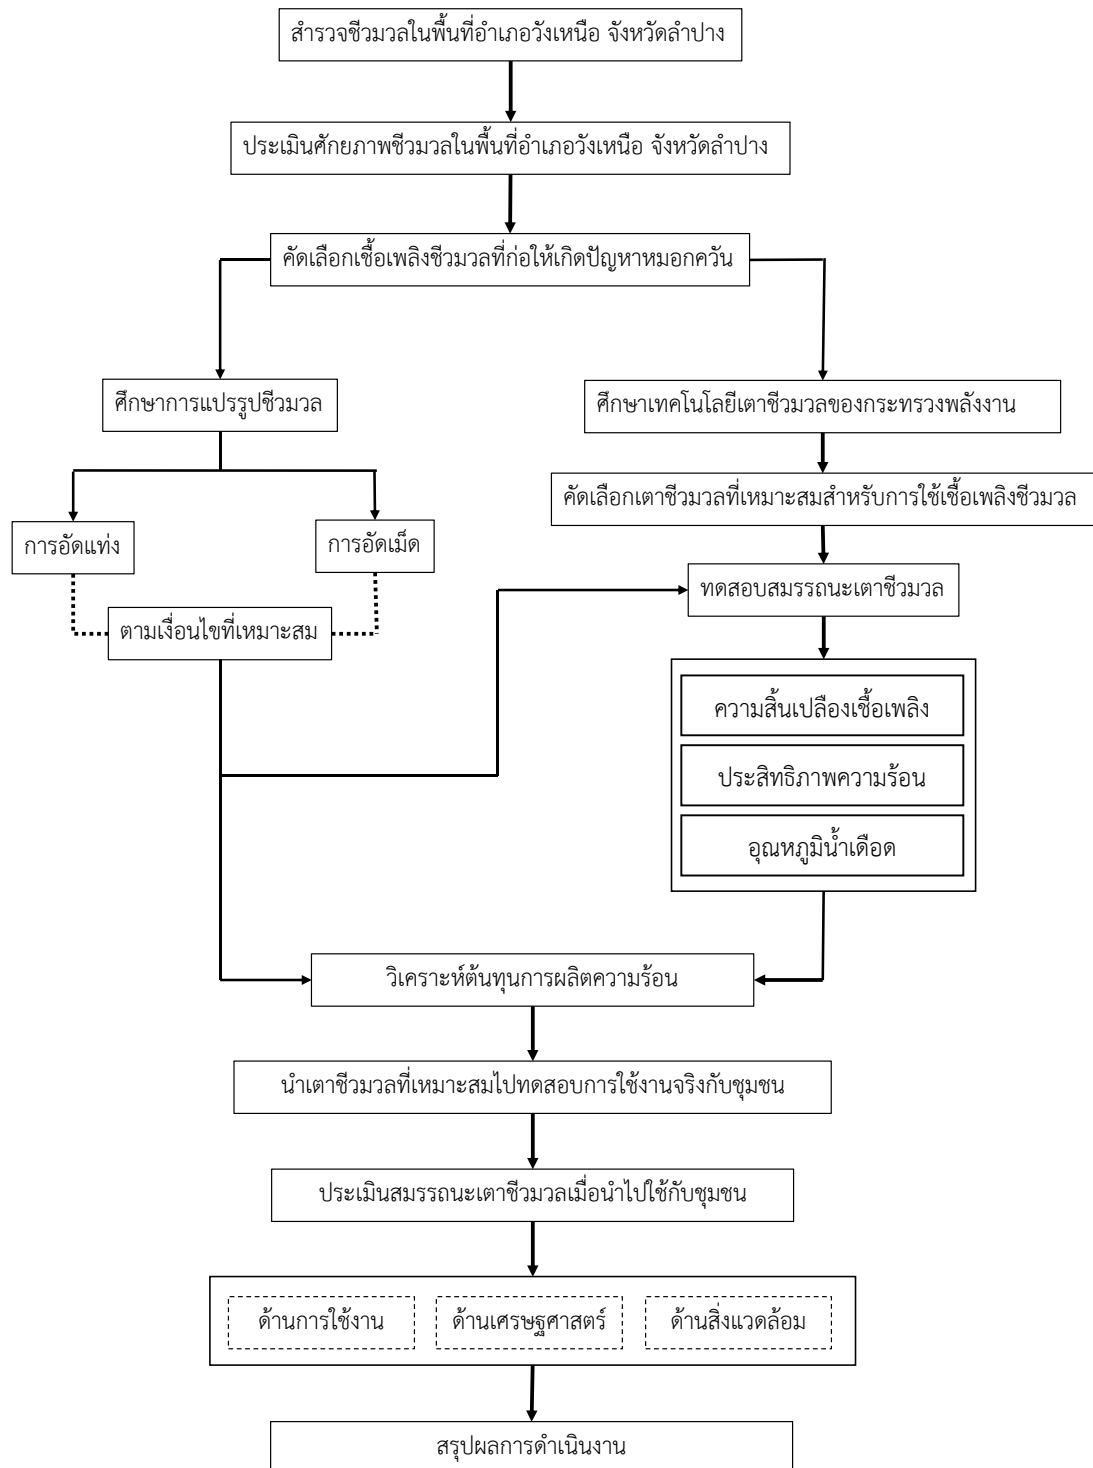 สำรวจชีวมวลในพื้นที่อำเภอวังเหนือ จังหวัดลำปาง
ประเมินศักยภาพชีวมวลในพื้นที่อำเภอวังเหนือ จังหวัดลำปาง
คัดเลือกเชื้อเพลิงชีวมวลที่ก่อให้เกิดปัญหาหมอกควัน
ศึกษาการแปรรูปชีวมวล
ศึกษาเทคโนโลยีเตาชีวมวลของกระทรวงพลังงาน
คัดเลือกเตาชีวมวลที่เหมาะสมสำหรับการใช้เชื้อเพลิงชีวมวล
การอัดแท่ง
การอัดเม็ด
ทดสอบสมรรถนะเตาชีวมวล
ตามเงื่อนไขที่เหมาะสม
ความสิ้นเปลืองเชื้อเพลิง
ประสิทธิภาพความร้อน
อุณหภูมิน้ำเดือด
วิเคราะห์ต้นทุนการผลิตความร้อน
นำเตาชีวมวลที่เหมาะสมไปทดสอบการใช้งานจริงกับชุมชน
ประเมินสมรรถนะเตาชีวมวลเมื่อนำไปใช้กับชุมชน
ด้านการใช้งาน
ด้านเศรษฐศาสตร์
ด้านสิ่งแวดล้อม
สรุปผลการดำเนินงาน